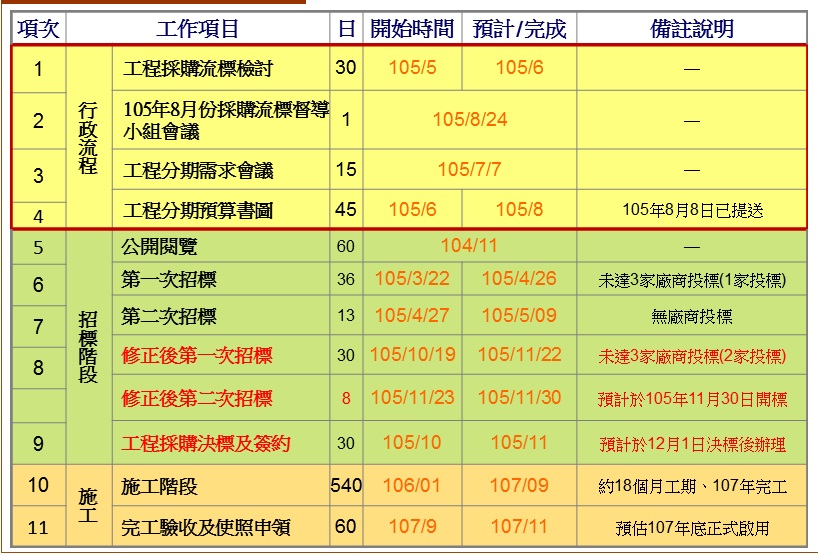 項次 工作項目 日 開始時間 預計/完成 備註說明
行政流程
1 工程採購流標檢討 30 105/5 105/6 —
2 105年8月份採購流標督導
小組會議 1 105/8/24 —
3 工程分期需求會議 15 105/7/7 —
4 工程分期預算書圖 45 105/6 105/8 105年8月8日已提送
招標階段
5 公開閱覽 60 104/11 —
6 第一次招標 36 105/3/22 105/4/26 未達3家廠商投標(1家投標)
7 第二次招標 13 105/4/27 105/5/09 無廠商投標
8 修正後第一次招標 30 105/10/19 105/11/22 未達3家廠商投標(2家投標)
修正後第二次招標 8 105/11/23 105/11/30 預計於105年11月30日開標
9 工程採購決標及簽約 30 105/10 105/11 預計於12月1日決標後辦理
施工
10 施工階段 540 106/01 107/09 約18個月工期、107年完工
11 完工驗收及使照申領 60 107/9 107/11 預估107年底正式啟用